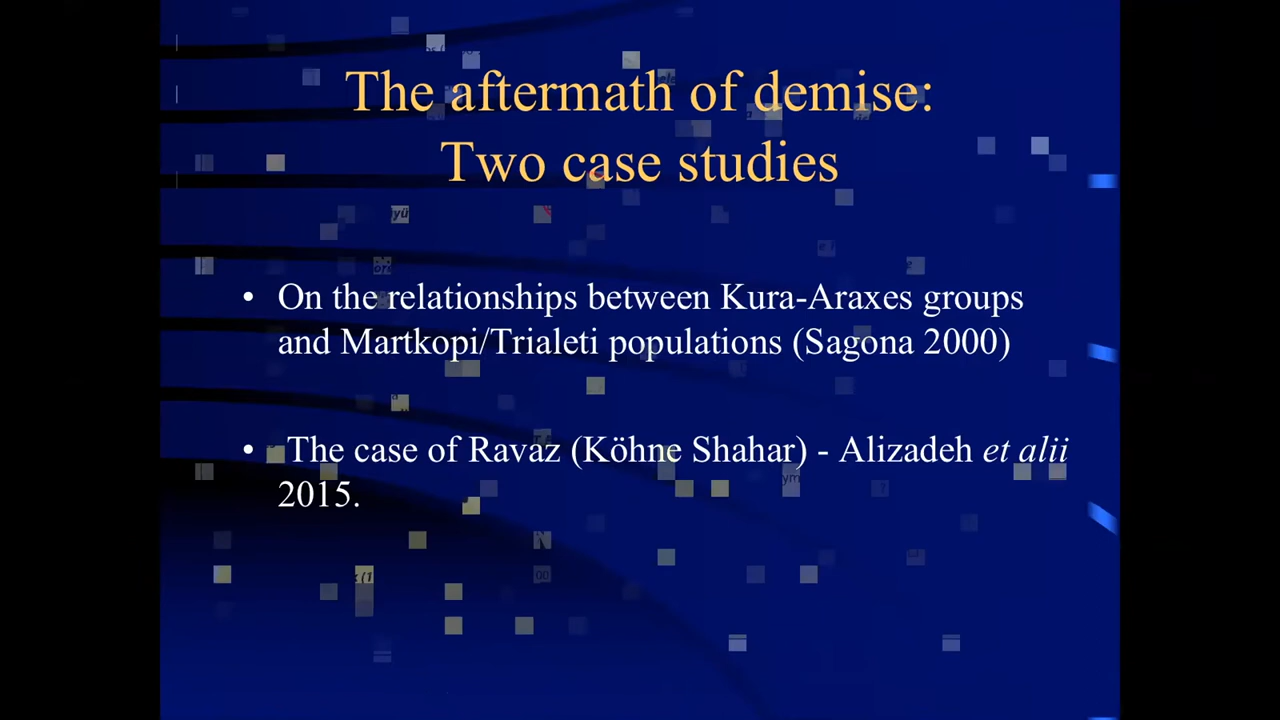 The aftermath of demise:
Two case studies
• On the relationships between Kura-Araxes groups
and Martkopi/Trialeti populations (Sagona 2000)
• The case of Ravaz (Köhne Shahar) - Alizadeh et alii
2015.